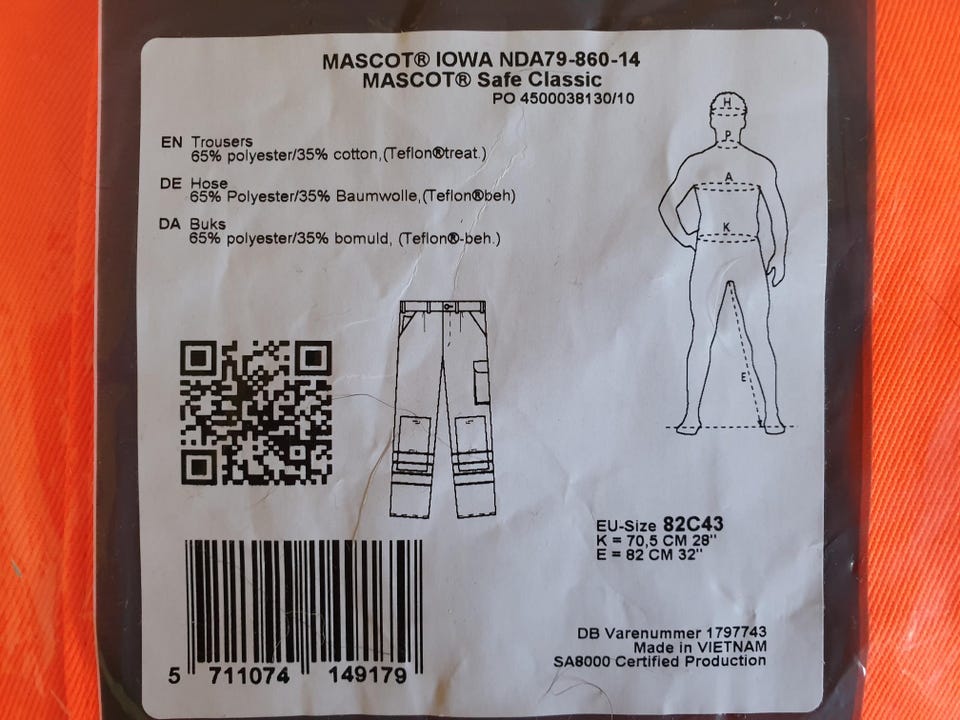 MASCOT® IOWA NDA79-860-14
MASCOT® Safe Classic
PO 4500038130/10
EN Trousers
65% polyester/35% cotton,(Teflon®treat.)
DE Hose
65% Polyester/35% Baumwolle,(Teflon®beh)
DA Buks
65% polyester/35% bomuld, (Teflon®-beh.)
H
P
A
K
E
EU-Size 82C43
K = 70,5 CM 28"
E = 82 CM 32"
5 711074 149179
DB Varenummer 1797743
Made in VIETNAM
SA8000 Certified Production